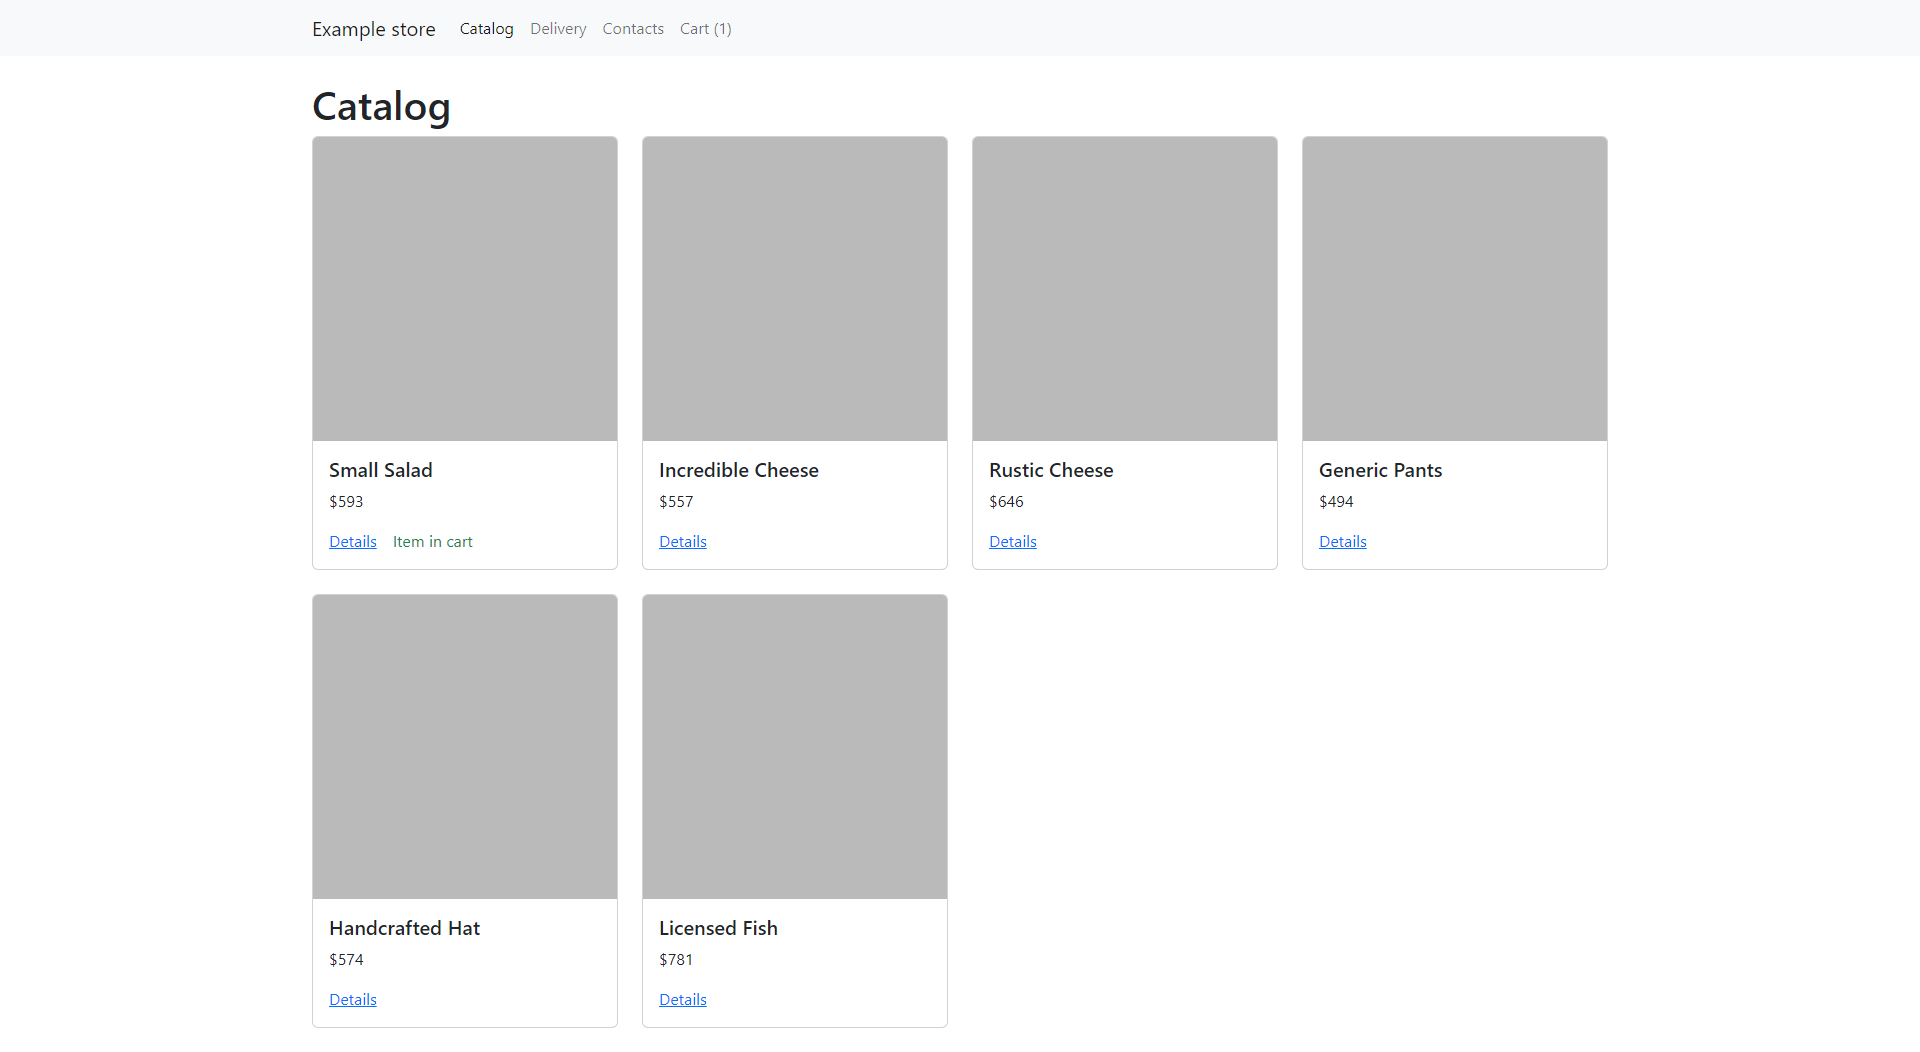 Example store Catalog Delivery Contacts Cart (1)
Catalog
Small Salad
$593
Details Item in cart
Incredible Cheese
$557
Details
Rustic Cheese
$646
Details
Generic Pants
$494
Details
Handcrafted Hat
$574
Details
Licensed Fish
$781
Details